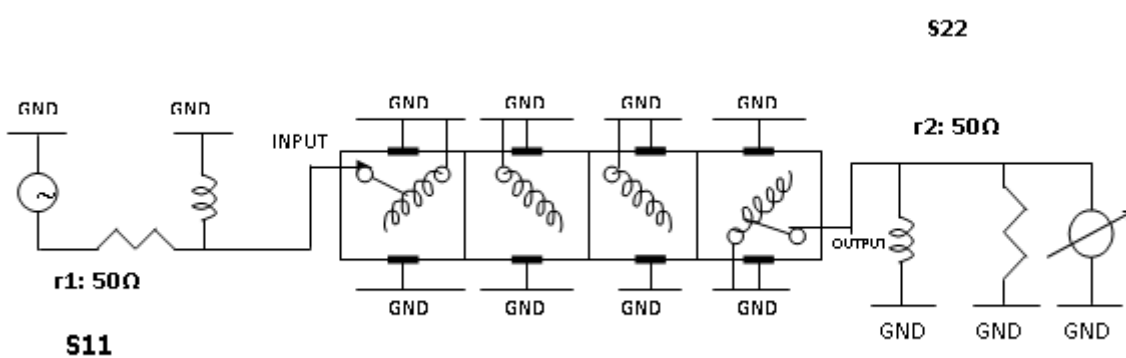 S22
GND
GND
GND
GND
GND
GND
r2: 50Ω
INPUT
OUTPUT
r1: 50Ω
GND
GND
GND
GND
GND
GND
GND
S11